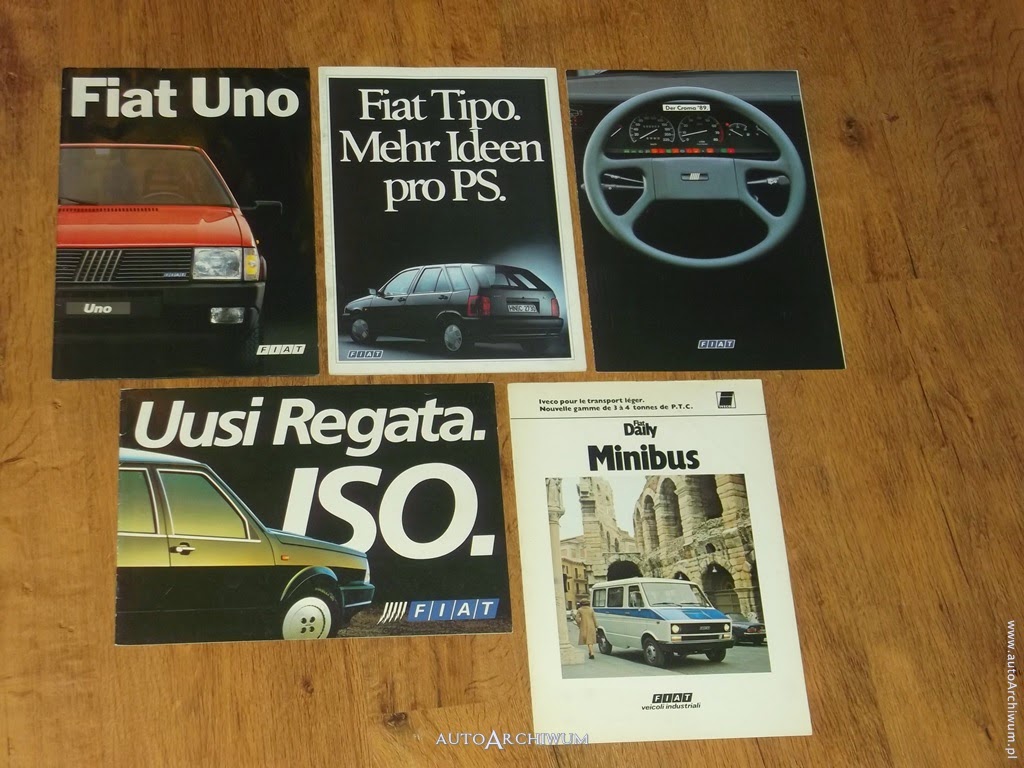 Fiat Uno
FIAT
Uno
FIAT
Fiat Tipo.
Mehr Ideen
pro PS.
FIAT
Der Croma '89.
FIAT
Uusi Regata.
ISO.
FIAT
Iveco pour le transport léger.
Nouvelle gamme de 3 à 4 tonnes de P.T.C.
Fiat
Daily
Minibus
FIAT
veicoli industriali
AUTOARCHIWUM
www.autoArchiwum.pl